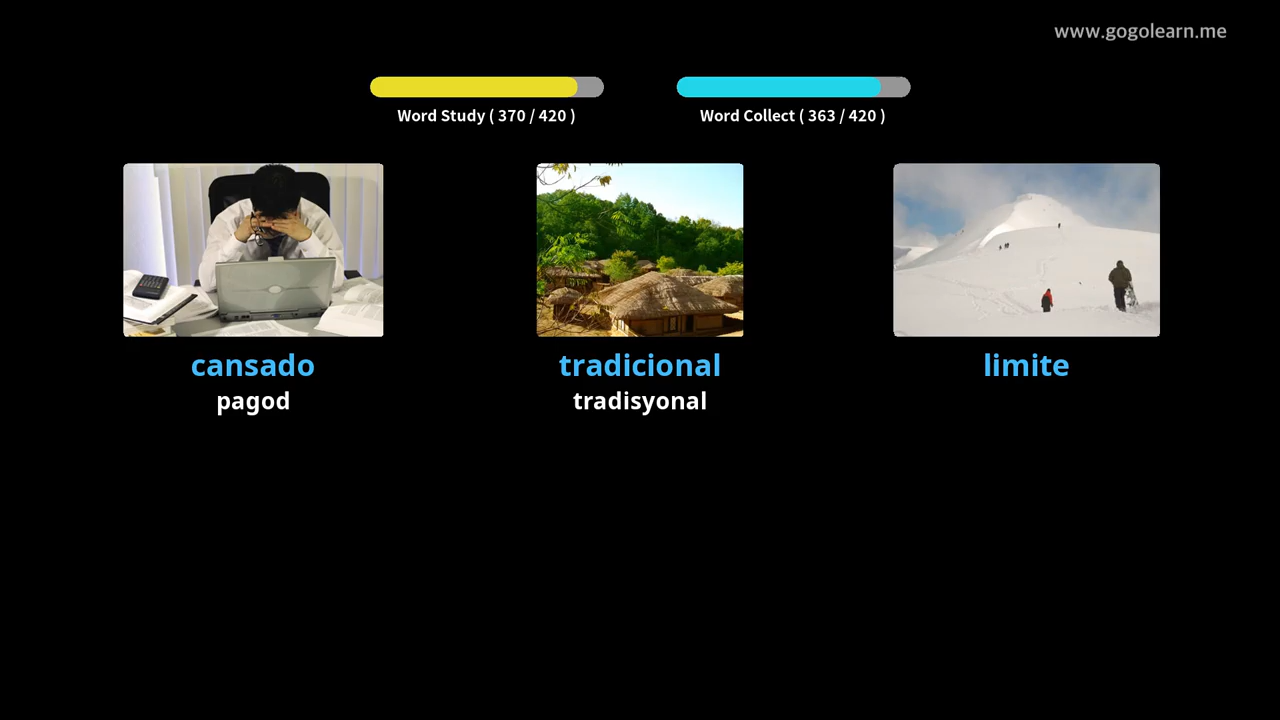 www.gogolearn.me
Word Study ( 370 / 420 )
Word Collect ( 363 / 420 )
cansado
pagod
tradicional
tradisyonal
limite